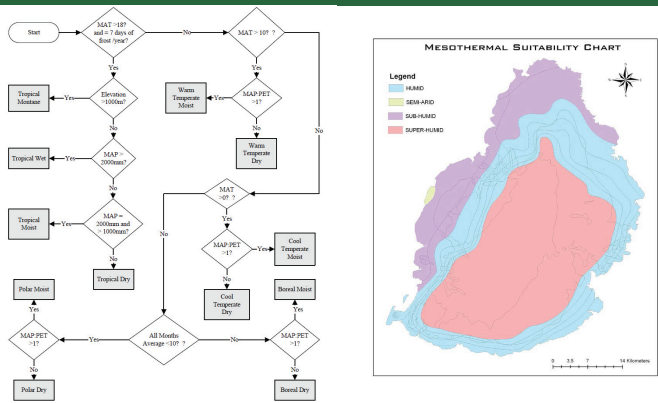 Start
MAT >18? ?
and = 7 days of
frost /year?
No
MAT > 10? ?
Yes
Yes
Tropical
Montane
Yes
Elevation
>1000m?
Warm
Temperate
Moist
Yes
MAP:PET
>1?
No
No
No
Warm
Temperate
Dry
Tropical Wet
Yes
MAP >
2000mm?
No
MAT
>0? ?
Tropical
Moist
Yes
MAP =
2000mm and
> 1000mm?
No
Yes
MAP:PET
>1?
Yes
Cool
Temperate
Moist
No
Tropical Dry
No
Cool
Temperate
Dry
Polar Moist
Boreal Moist
Yes
Yes
MAP:PET
>1?
Yes
All Months
Average <10? ?
No
MAP:PET
>1?
No
No
Polar Dry
Boreal Dry
MESOTHERMAL SUITABILITY CHART
Legend
HUMID
SEMI-ARID
SUB-HUMID
SUPER-HUMID
0 3.5 7 14 Kilometers